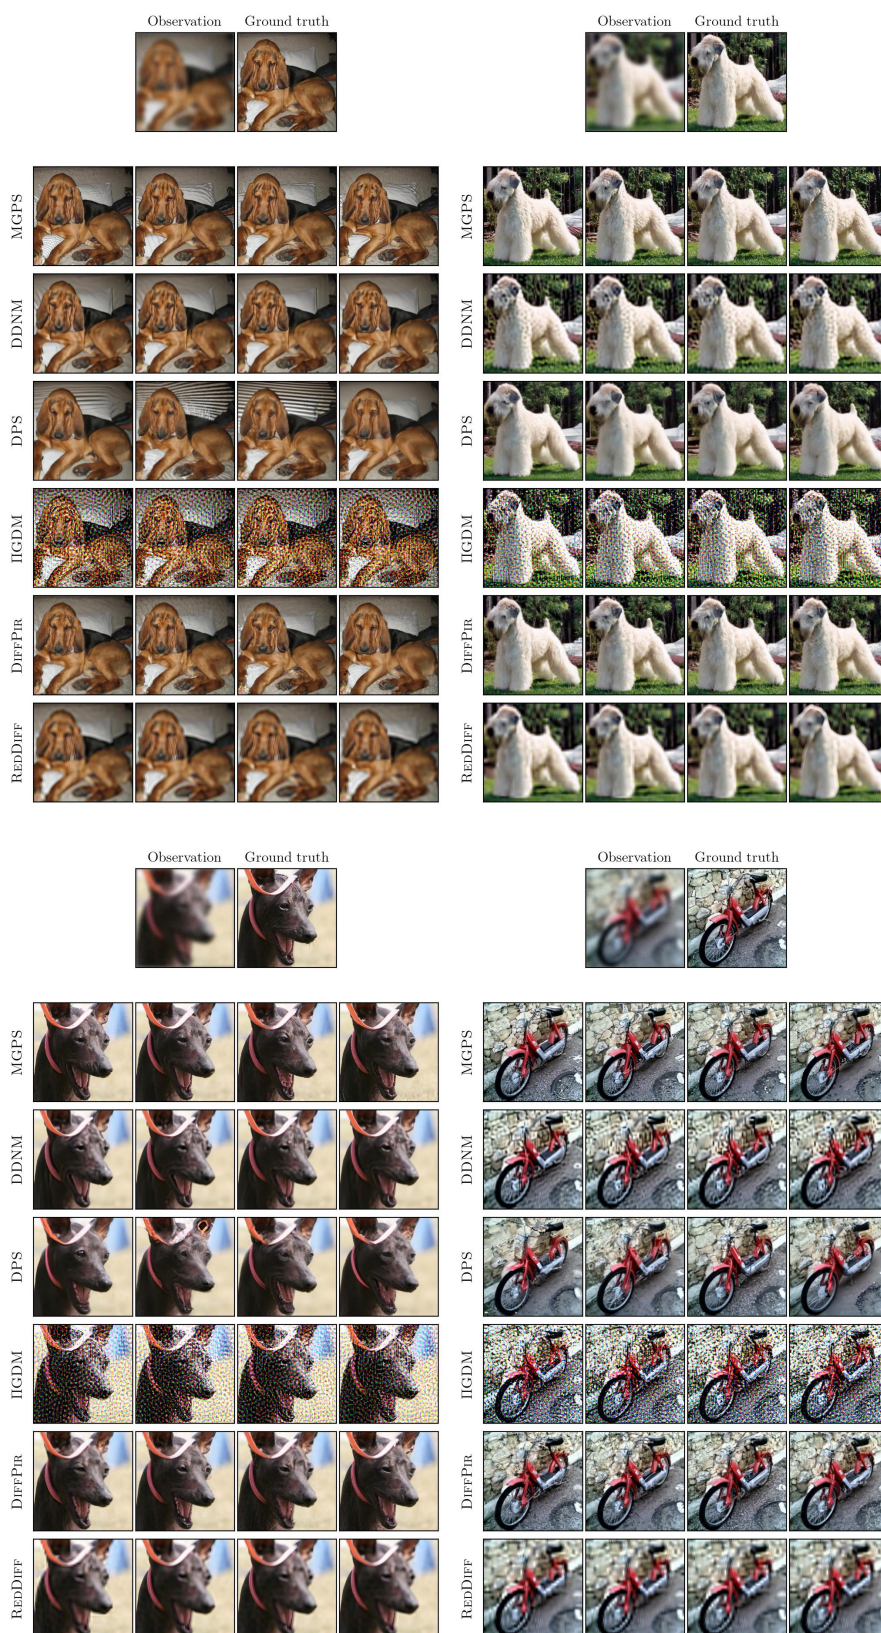 Observation Ground truth
MGPS
DDNM
DPS
ΠGDM
DIFFPIR
REDDIFF
Observation Ground truth
MGPS
DDNM
DPS
ΠGDM
DIFFPIR
REDDIFF
Observation Ground truth
MGPS
DDNM
DPS
ΠGDM
DIFFPIR
REDDIFF
Observation Ground truth
MGPS
DDNM
DPS
ΠGDM
DIFFPIR
REDDIFF